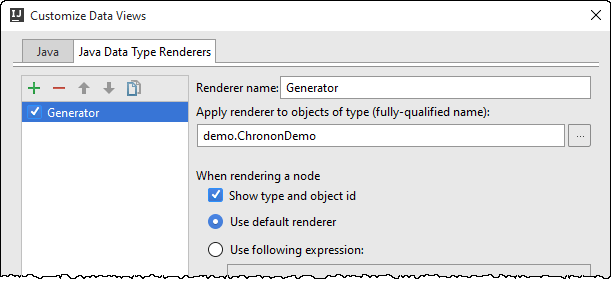 IJ Customize Data Views
Java Java Data Type Renderers
Generator
Renderer name: Generator
Apply renderer to objects of type (fully-qualified name):
demo.ChrononDemo ...
When rendering a node
Show type and object id
Use default renderer
Use following expression: